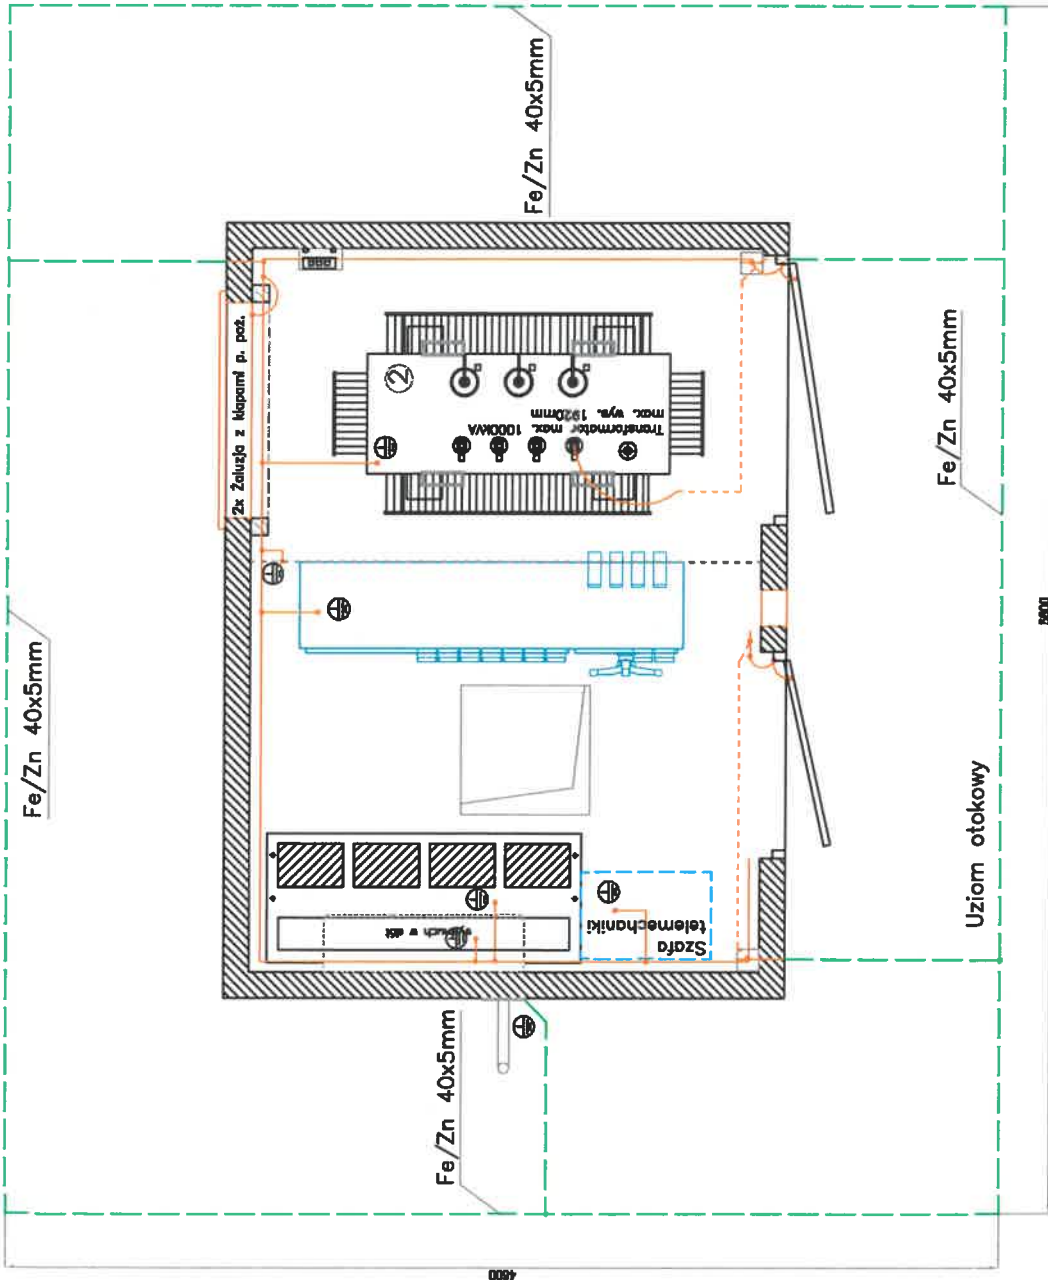 Fe/Zn 40x5mm
Fe/Zn 40x5mm
2x Żaluzja z klapami p. poż.
2
Transformator max. 1000kVA
max. wys. 1920mm
Fe/Zn 40x5mm
Szafa
telemechaniki
Uziom otokowy
Fe/Zn 40x5mm